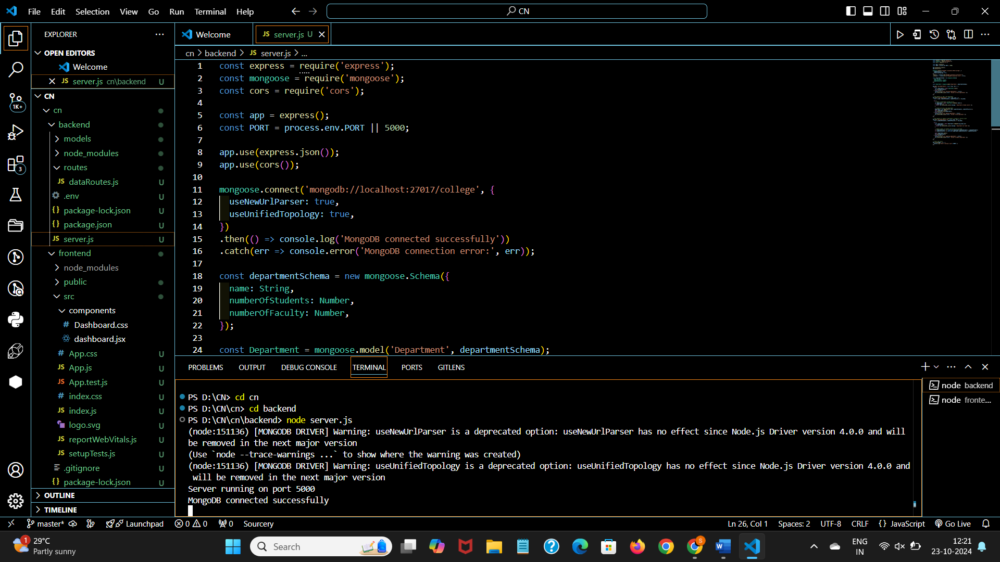 File Edit Selection View Go Run Terminal Help
CN
EXPLORER
OPEN EDITORS
Welcome
server.js cn\backend U
CN
1K+
cn
backend
models
node_modules
routes
dataRoutes.js U
.env U
package-lock.json U
package.json U
server.js U
frontend
node_modules
public
src
components
Dashboard.css
dashboard.jsx
App.css U
App.js U
App.test.js U
index.css U
index.js U
logo.svg U
reportWebVitals.js U
setupTests.js U
.gitignore U
package-lock.json U
OUTLINE
TIMELINE
3
Welcome
JS server.js U
cn > backend > JS server.js > ...
1 const express = require('express');
2 const mongoose = require('mongoose');
3 const cors = require('cors');
4
5 const app = express();
6 const PORT = process.env.PORT || 5000;
7
8 app.use(express.json());
9 app.use(cors());
10
11 mongoose.connect('mongodb://localhost:27017/college', {
12 useNewUrlParser: true,
13 useUnifiedTopology: true,
14 })
15 .then(() => console.log('MongoDB connected successfully'))
16 .catch(err => console.error('MongoDB connection error:', err));
17
18 const departmentSchema = new mongoose.Schema({
19 name: String,
20 numberOfStudents: Number,
21 numberOfFaculty: Number,
22 });
23
24 const Department = mongoose.model('Department', departmentSchema);
PROBLEMS OUTPUT DEBUG CONSOLE TERMINAL PORTS GITLENS
PS D:\CN> cd cn
PS D:\CN\cn> cd backend
PS D:\CN\cn\backend> node server.js
(node:151136) [MONGODB DRIVER] Warning: useNewUrlParser is a deprecated option: useNewUrlParser has no effect since Node.js Driver version 4.0.0 and will
be removed in the next major version
(Use `node --trace-warnings ...` to show where the warning was created)
(node:151136) [MONGODB DRIVER] Warning: useUnifiedTopology is a deprecated option: useUnifiedTopology has no effect since Node.js Driver version 4.0.0 and
will be removed in the next major version
Server running on port 5000
MongoDB connected successfully
node backend
node fronte...
master* Launchpad 0 0 0 Sourcery
Ln 26, Col 1 Spaces: 2 UTF-8 CRLF {} JavaScript Go Live
1
29°C
Partly sunny
Search
S
ENG
IN
12:21
23-10-2024